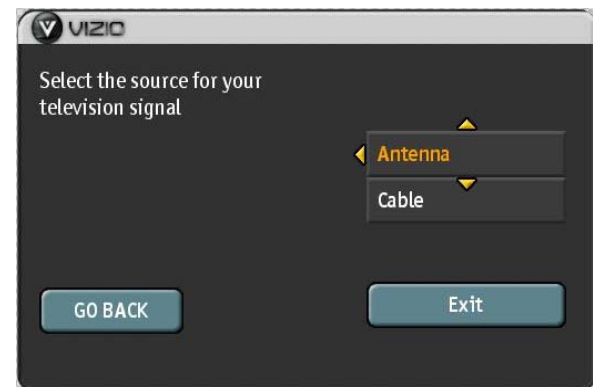 VIZIO
Select the source for your
television signal
Antenna
Cable
GO BACK
Exit